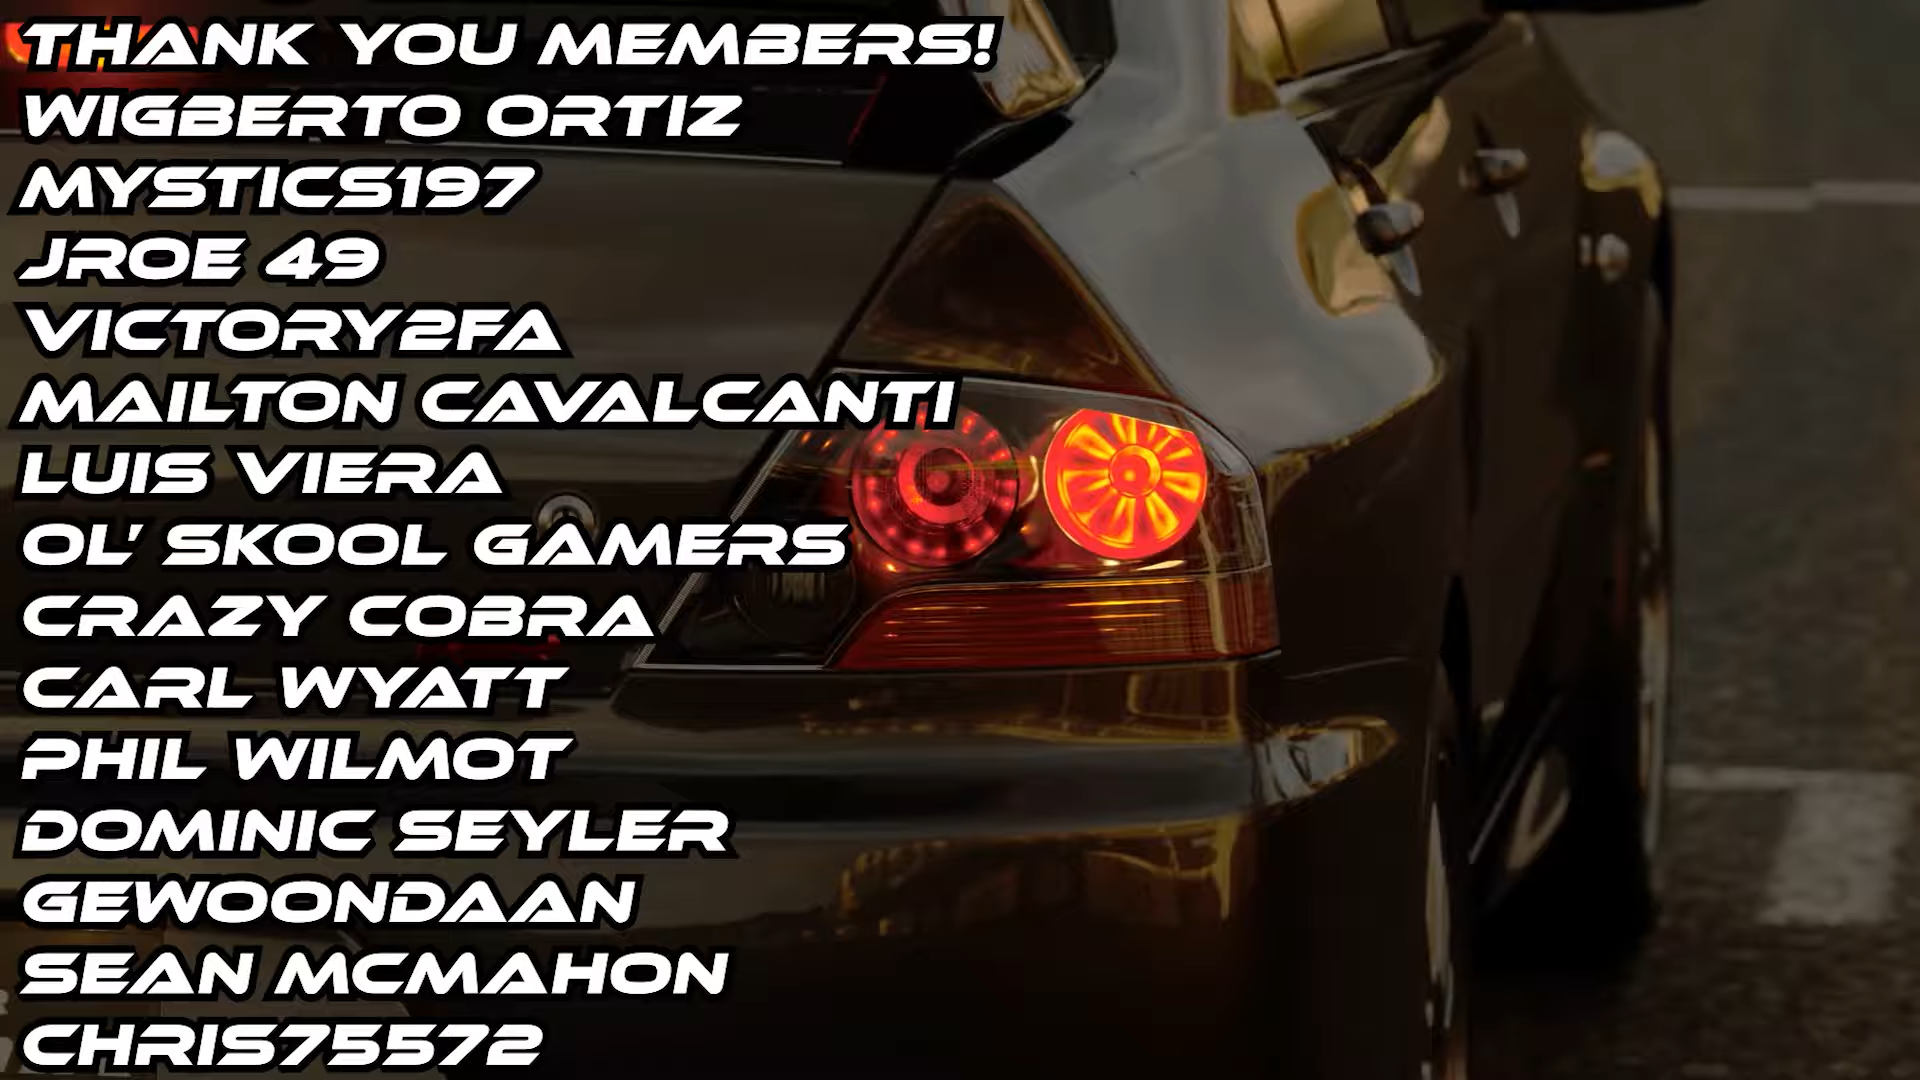 THANK YOU MEMBERS!
WIGBERTO ORTIZ
MYSTICS197
JROE 49
VICTORY2FA
MAILTON CAVALCANTI
LUIS VIERA
OL' SKOOL GAMERS
CRAZY COBRA
CARL WYATT
PHIL WILMOT
DOMINIC SEYLER
GEWOONDAAN
SEAN MCMAHON
CHRIS75572